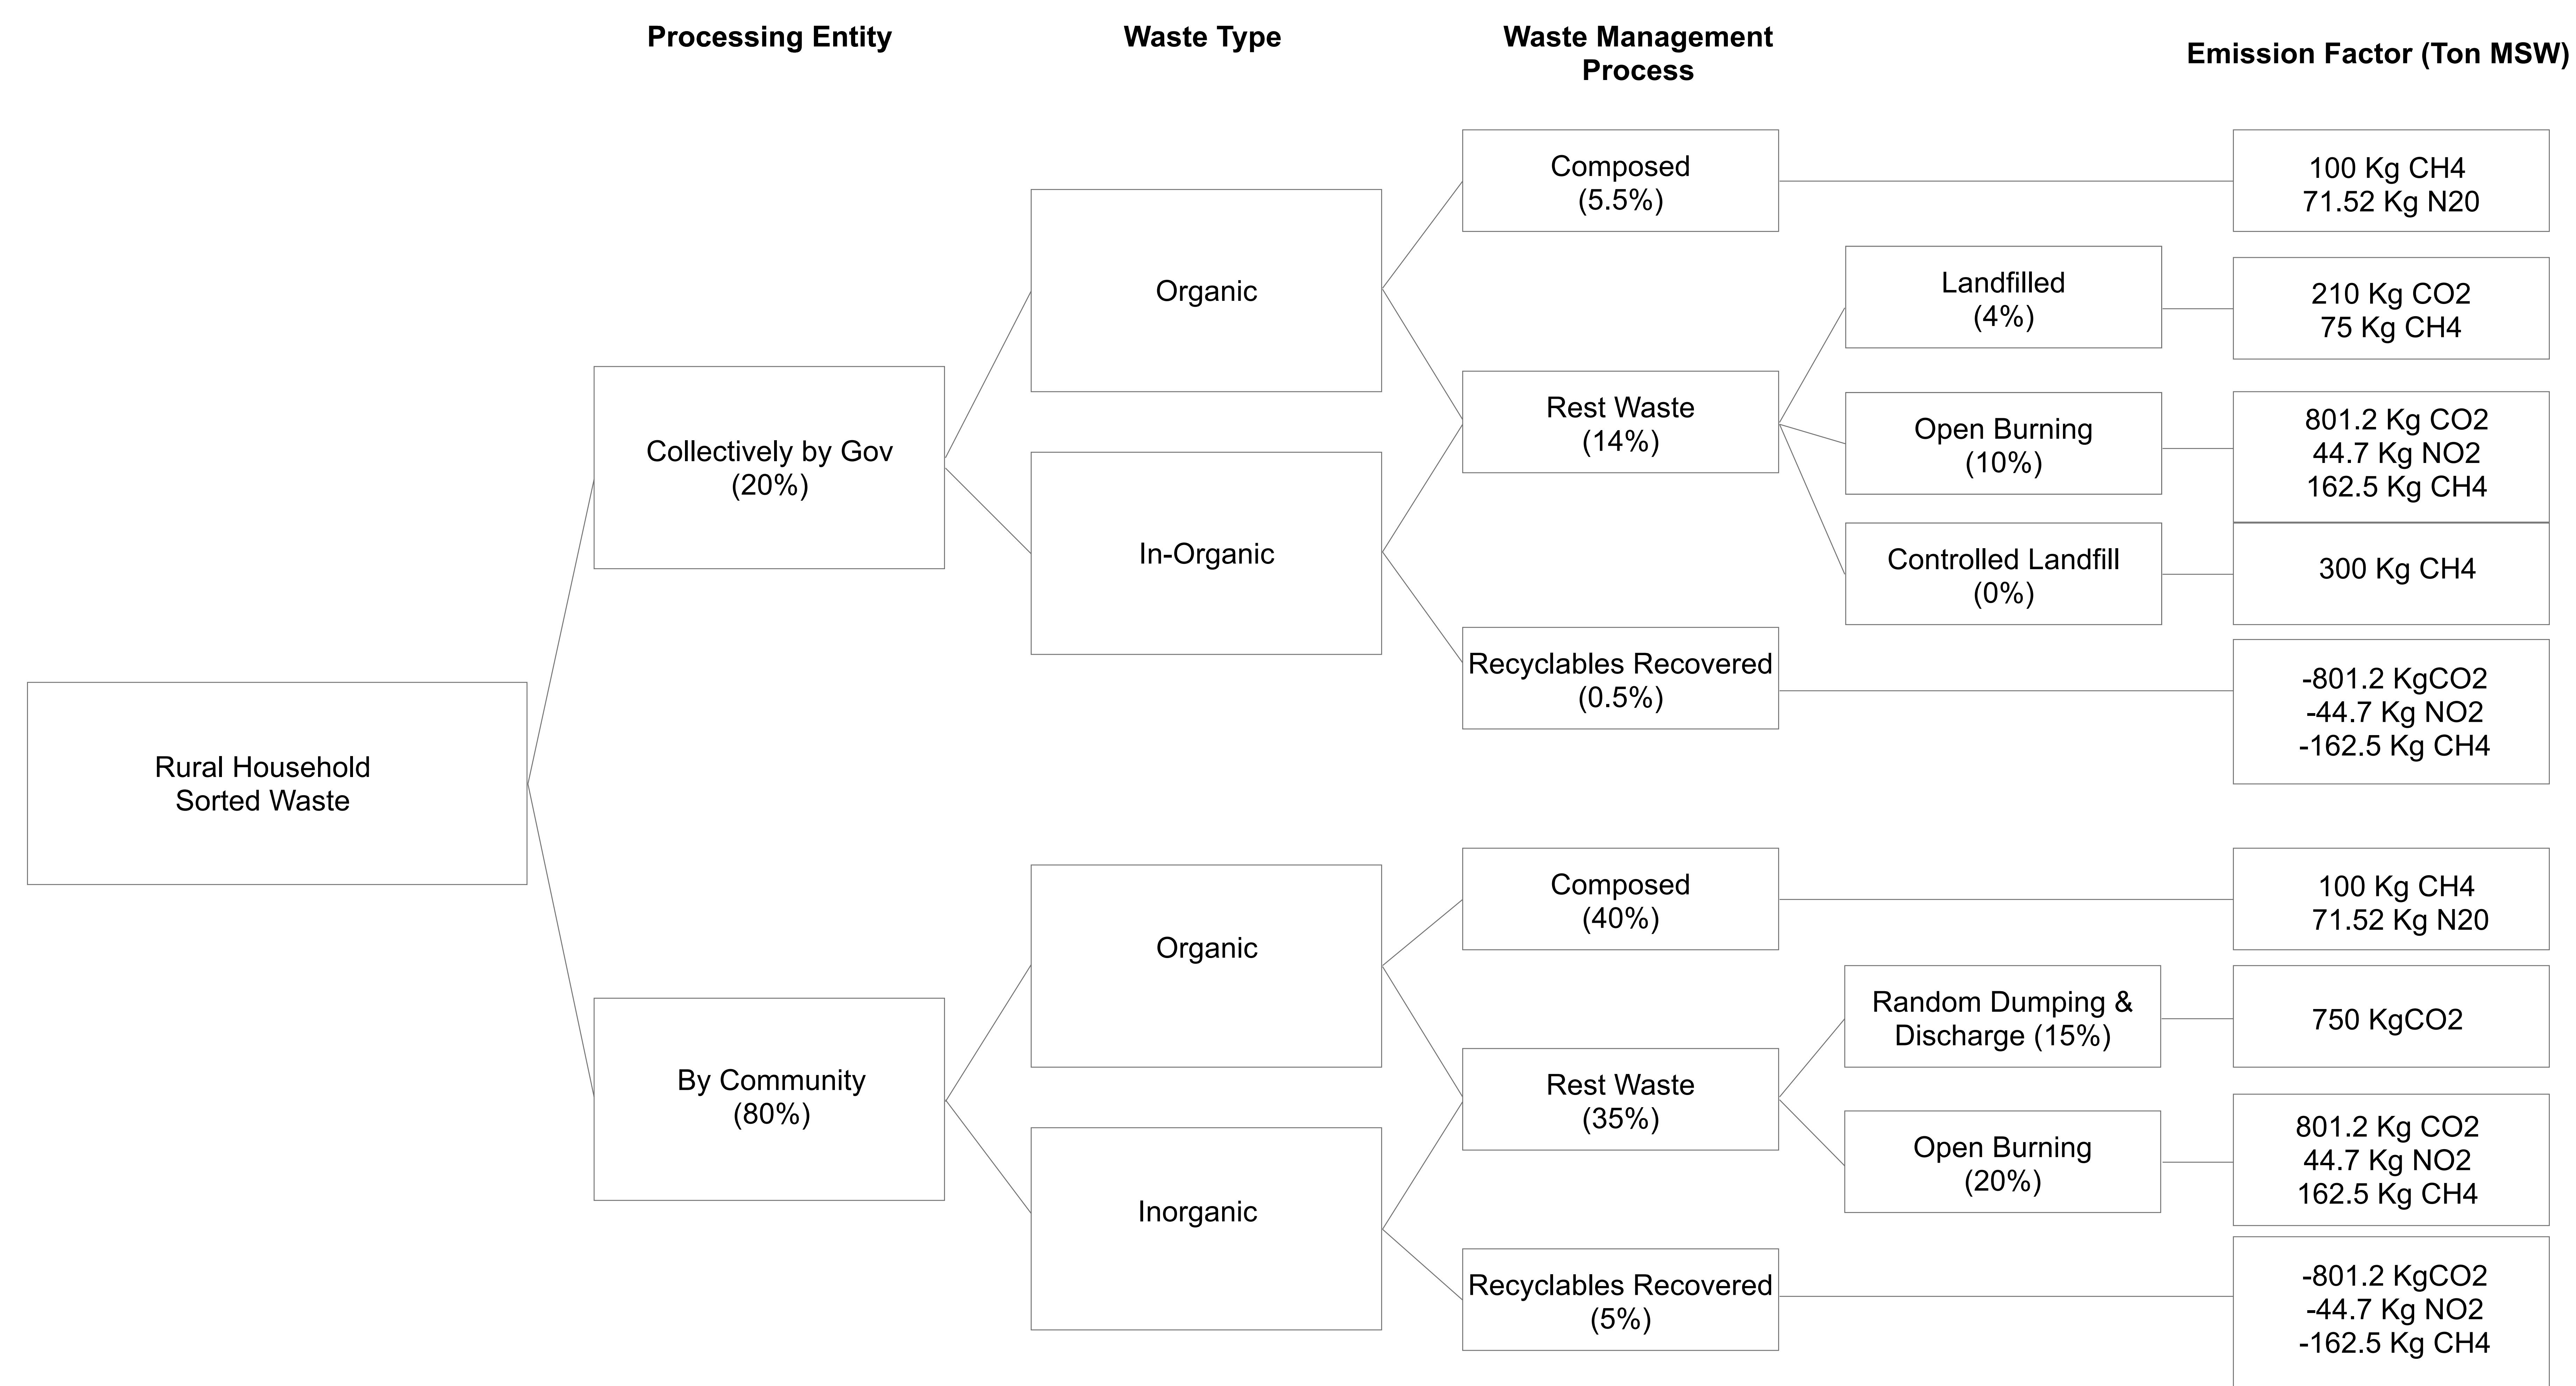 Processing Entity
Waste Type
Waste Management
Process
Emission Factor (Ton MSW)
Rural Household
Sorted Waste
Collectively by Gov
(20%)
Organic
In-Organic
Composed
(5.5%)
100 Kg CH4
71.52 Kg N20
Rest Waste
(14%)
Landfilled
(4%)
210 Kg CO2
75 Kg CH4
Open Burning
(10%)
801.2 Kg CO2
44.7 Kg NO2
162.5 Kg CH4
Controlled Landfill
(0%)
300 Kg CH4
Recyclables Recovered
(0.5%)
-801.2 KgCO2
-44.7 Kg NO2
-162.5 Kg CH4
By Community
(80%)
Organic
Inorganic
Composed
(40%)
100 Kg CH4
71.52 Kg N20
Rest Waste
(35%)
Random Dumping &
Discharge (15%)
750 KgCO2
Open Burning
(20%)
801.2 Kg CO2
44.7 Kg NO2
162.5 Kg CH4
Recyclables Recovered
(5%)
-801.2 KgCO2
-44.7 Kg NO2
-162.5 Kg CH4